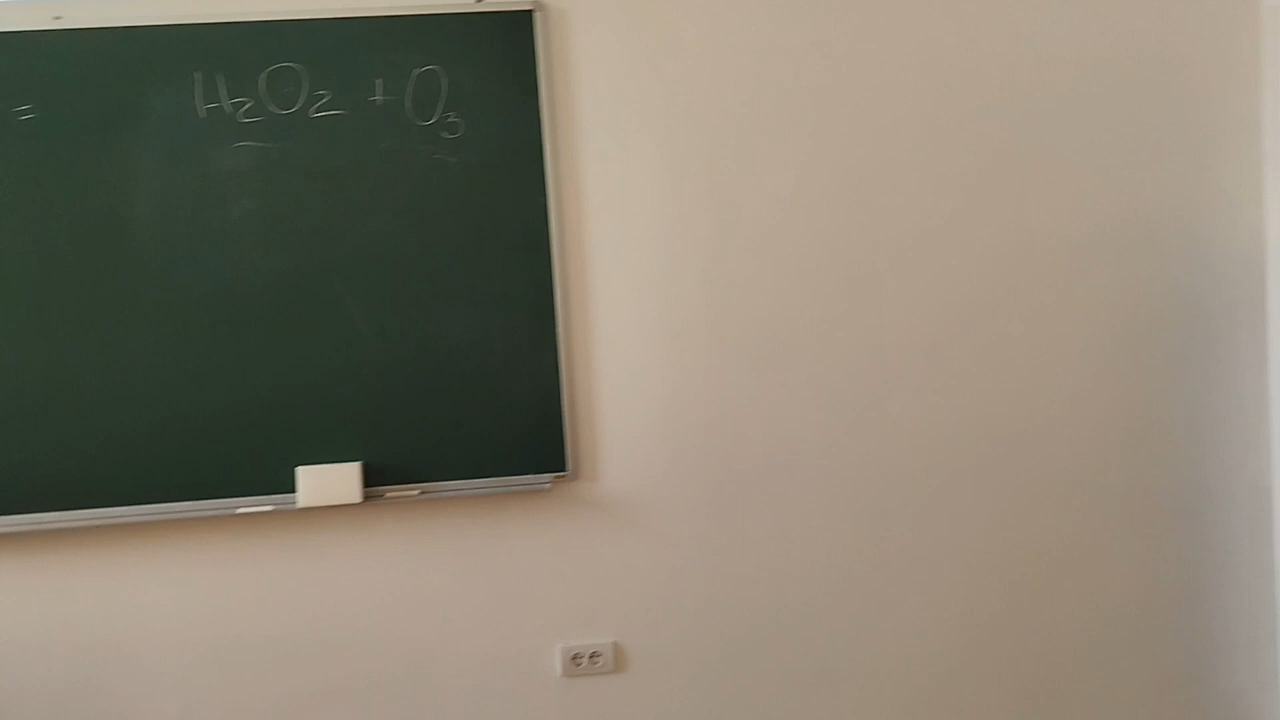 = H₂O₂ + O₃